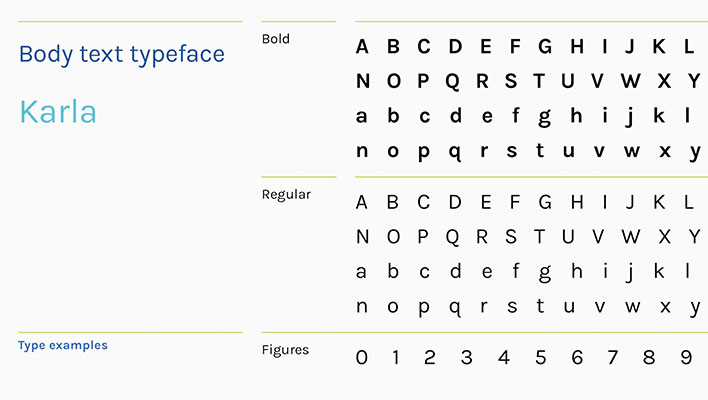 Body text typeface
Karla
Bold
A B C D E F G H I J K L
N O P Q R S T U V W X Y
a b c d e f g h i j k l
n o p q r s t u v w x y
Regular
A B C D E F G H I J K L
N O P Q R S T U V W X Y
a b c d e f g h i j k l
n o p q r s t u v w x y
Type examples
Figures
0 1 2 3 4 5 6 7 8 9